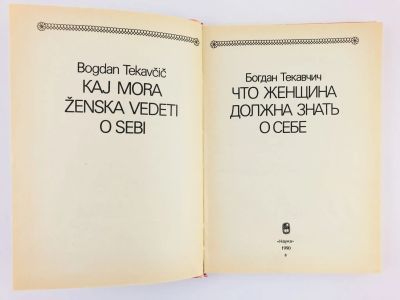 Bogdan Tekavčič
KAJ MORA
ŽENSKA VEDETI
O SEBI
Богдан Текавчич
ЧТО ЖЕНЩИНА
ДОЛЖНА ЗНАТЬ
О СЕБЕ
«Наука»
1990